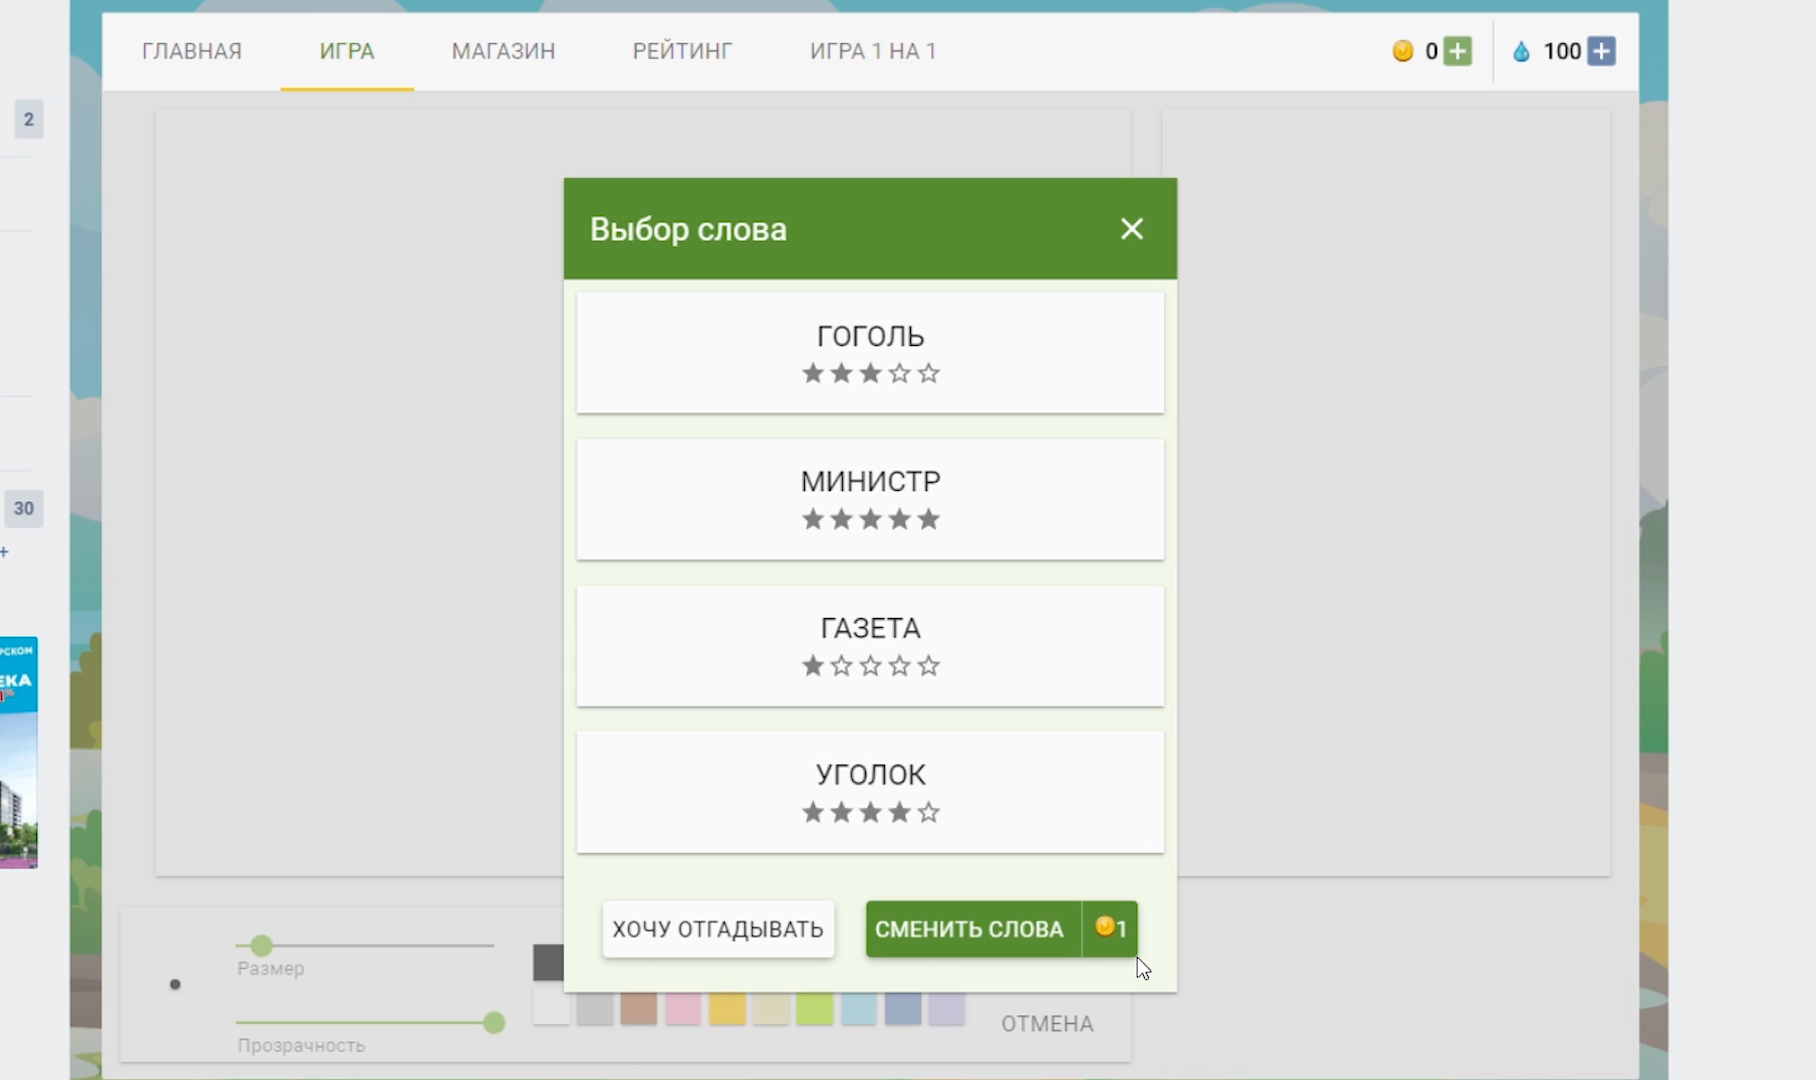 ГЛАВНАЯ ИГРА МАГАЗИН РЕЙТИНГ ИГРА 1 НА 1 0 100
2
Выбор слова
ГОГОЛЬ
МИНИСТР
30
ГАЗЕТА
УГОЛОК
ХОЧУ ОТГАДЫВАТЬ СМЕНИТЬ СЛОВА 1
Размер
Прозрачность
ОТМЕНА